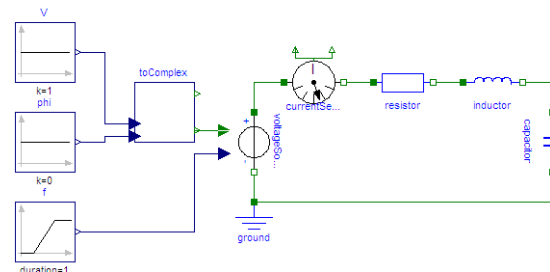 V
k=1
phi
k=0
f
duration=1
toComplex
+
-
voltageSo...
currentSe...
resistor
inductor
capacitor
ground